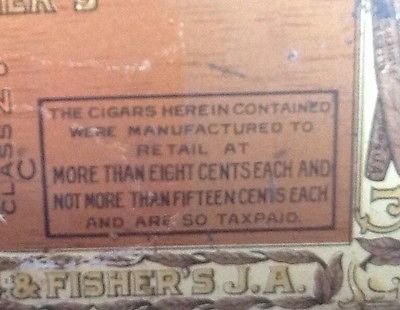 THE CIGARS HEREIN CONTAINED
WERE MANUFACTURED TO
RETAIL AT
MORE THAN EIGHT CENTS EACH AND
NOT MORE THAN FIFTEEN CENTS EACH
AND ARE SO TAXPAID.
CLASS
C
& FISHER'S J.A.
5